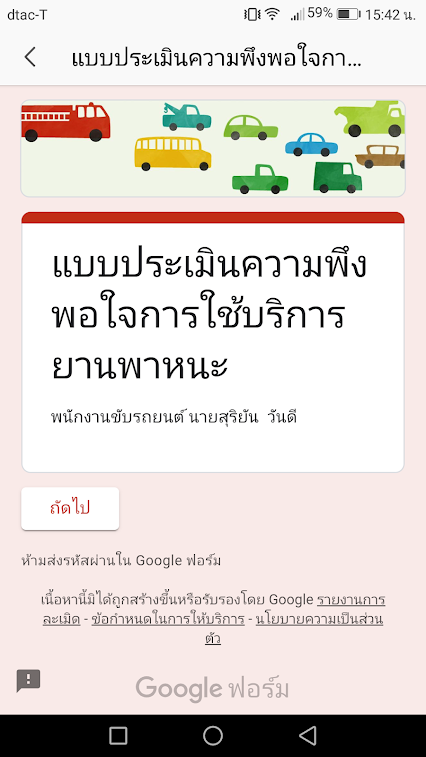 dtac-T
59%
15:42 น.
แบบประเมินความพึงพอใจกา...
แบบประเมินความพึง
พอใจการใช้บริการ
ยานพาหนะ
พนักงานขับรถยนต์ นายสุริยัน วันดี
ถัดไป
ห้ามส่งรหัสผ่านใน Google ฟอร์ม
เนื้อหานี้มิได้ถูกสร้างขึ้นหรือรับรองโดย Google รายงานการ
ละเมิด - ข้อกำหนดในการให้บริการ - นโยบายความเป็นส่วน
ตัว
Google ฟอร์ม